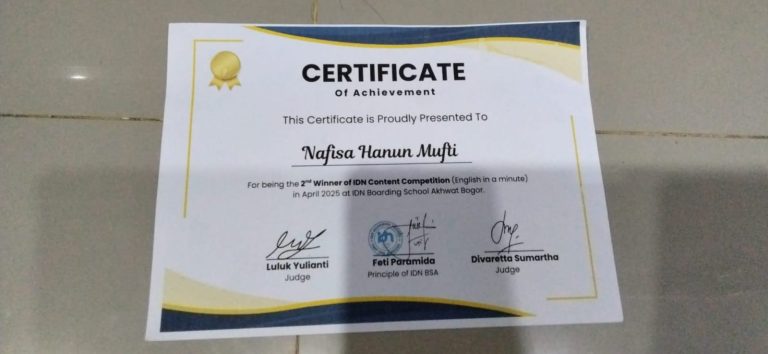 CERTIFICATE
Of Achievement
This Certificate is Proudly Presented To
Nafisa Hanun Mufti
For being the 2nd Winner of IDN Content Competition (English in a minute)
in April 2025 at IDN Boarding School Akhwat Bogor.
Luluk Yulianti
Judge
Feti Paramida
Principle of IDN BSA
Divaretta Sumartha
Judge